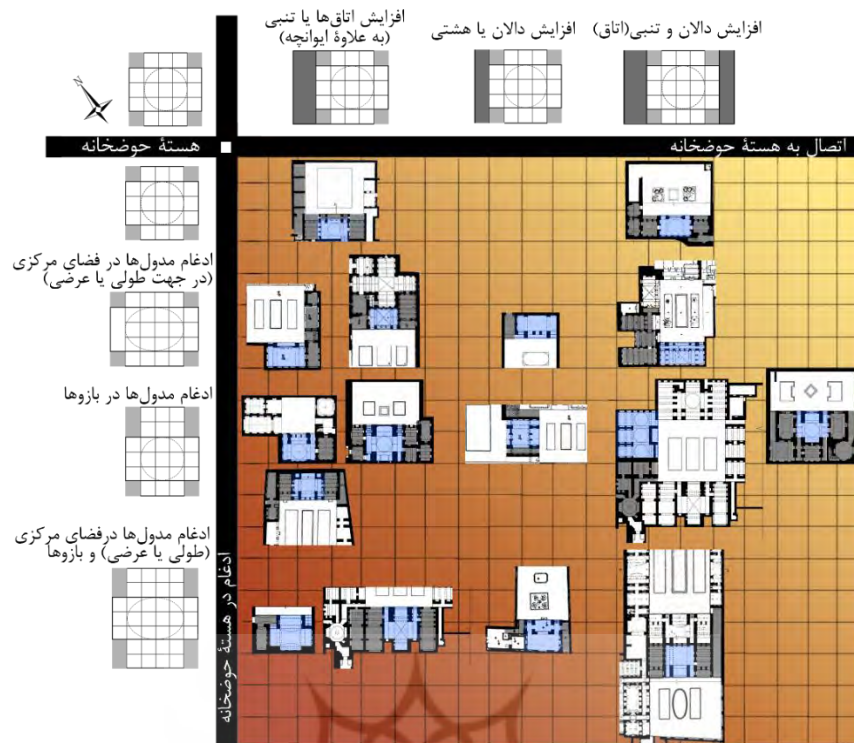 افزایش اتاق‌ها یا تنبی
(به علاوهٔ ایوانچه)
افزایش دالان یا هشتی
افزایش دالان و تنبی(اتاق)
N
هستهٔ حوضخانه
اتصال به هستهٔ حوضخانه
ادغام مدول‌ها در فضای مرکزی
(در جهت طولی یا عرضی)
ادغام مدول‌ها در بازوها
ادغام مدول‌ها درفضای مرکزی
(طولی یا عرضی) و بازوها
ادغام در هستهٔ حوضخانه